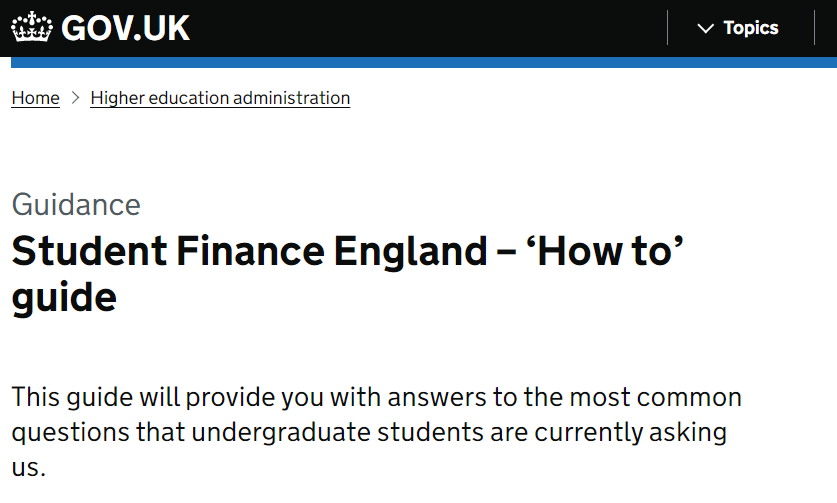 GOV.UK
Topics
Home > Higher education administration
Guidance
Student Finance England – ‘How to’
guide
This guide will provide you with answers to the most common
questions that undergraduate students are currently asking
us.